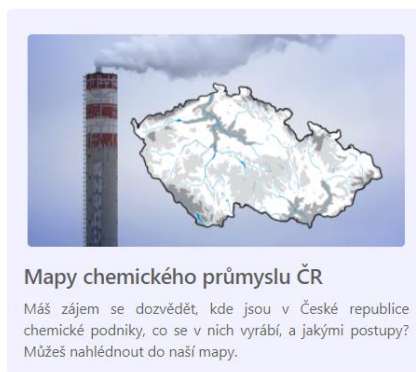 Mapy chemického průmyslu ČR
Máš zájem se dozvědět, kde jsou v České republice
chemické podniky, co se v nich vyrábí, a jakými postupy?
Můžeš nahlédnout do naší mapy.